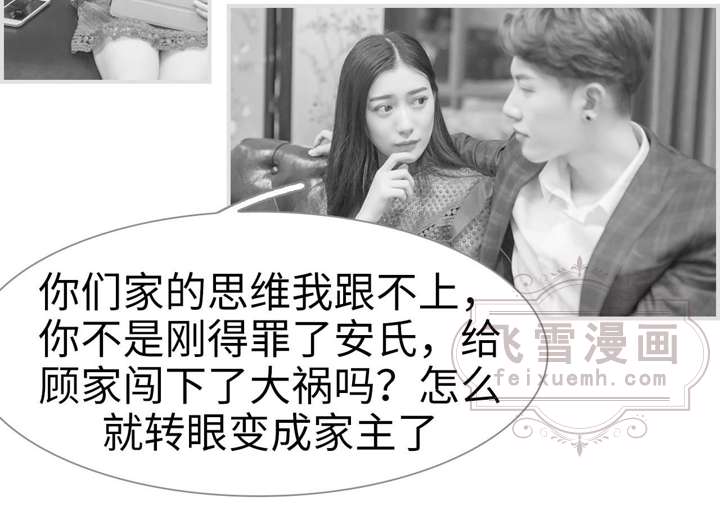 你们家的思维我跟不上，
你不是刚得罪了安氏，给
顾家闯下了大祸吗？怎么
就转眼变成家主了
飞雪漫画
feixuemh.com